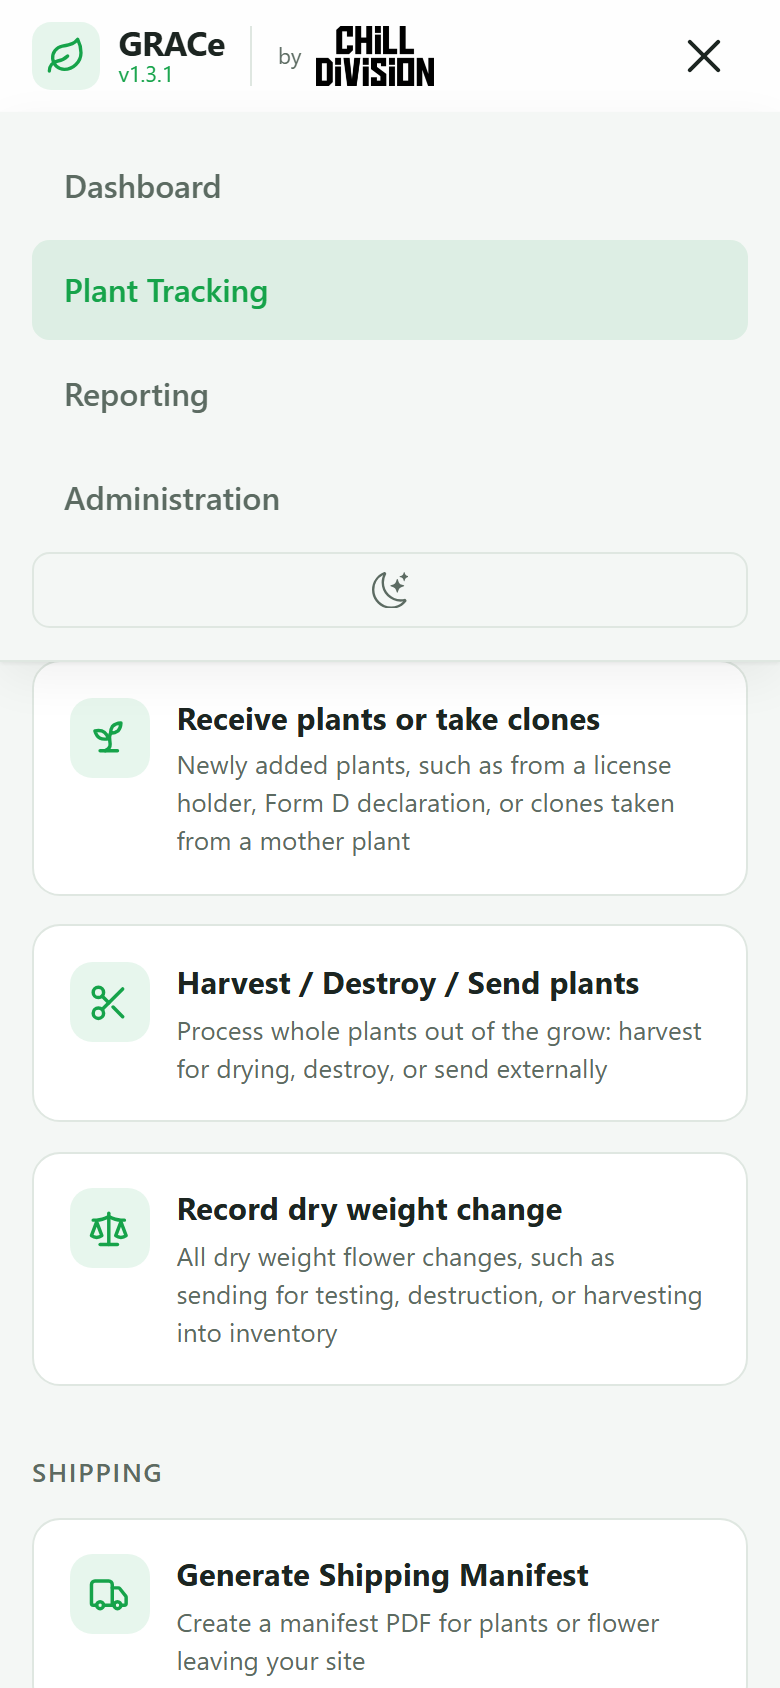 GRACe
v1.3.1
by
CHiLL
DiViSiON
Dashboard
Plant Tracking
Reporting
Administration
Receive plants or take clones
Newly added plants, such as from a license
holder, Form D declaration, or clones taken
from a mother plant
Harvest / Destroy / Send plants
Process whole plants out of the grow: harvest
for drying, destroy, or send externally
Record dry weight change
All dry weight flower changes, such as
sending for testing, destruction, or harvesting
into inventory
SHIPPING
Generate Shipping Manifest
Create a manifest PDF for plants or flower
leaving your site